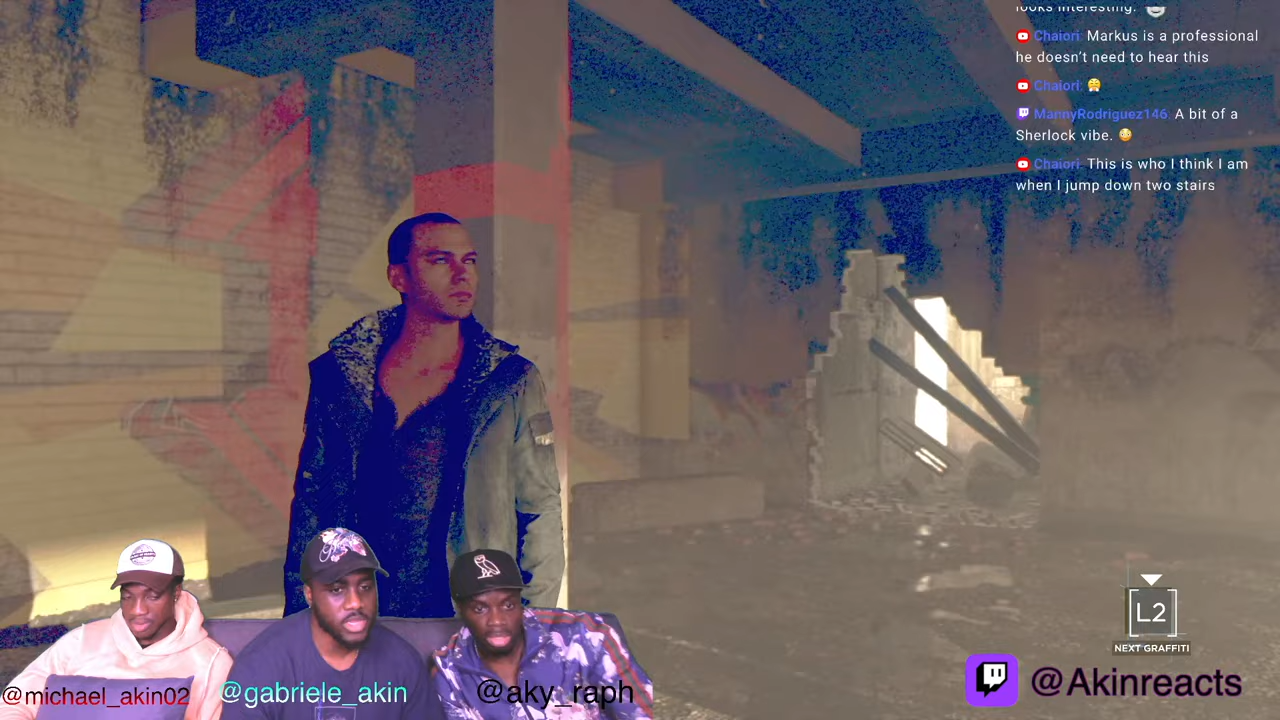 looks interesting.
Chaiori: Markus is a professional
he doesn't need to hear this
Chaiori:
MannyRodriguez146: A bit of a
Sherlock vibe.
Chaiori: This is who I think I am
when I jump down two stairs
L2
NEXT GRAFFITI
@michael_akin02
@gabriele_akin
@aky_raph
@Akinreacts